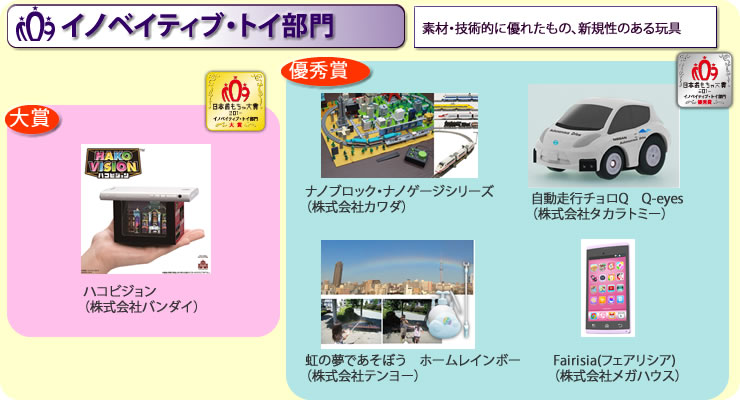 イノベイティブ・トイ部門
素材・技術的に優れたもの、新規性のある玩具
大賞
日本おもちゃ大賞
イノベイティブ・トイ部門
大賞
HAKO
VISION
ハコビジョン
ハコビジョン
（株式会社バンダイ）
優秀賞
日本おもちゃ大賞
イノベイティブ・トイ部門
優秀賞
ナノブロック・ナノゲージシリーズ
（株式会社カワダ）
自動走行チョロQ　Q-eyes
（株式会社タカラトミー）
虹の夢であそぼう　ホームレインボー
（株式会社テンヨー）
Fairisia(フェアリシア)
（株式会社メガハウス）